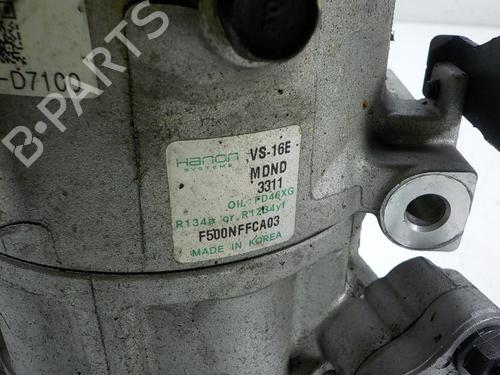 -D7100
Hanon
SYSTEMS
VS-16E
MDND
3311
OIL: FD46XG
R134a or R1234yf
F500NFFCA03
MADE IN KOREA
B-PARTS